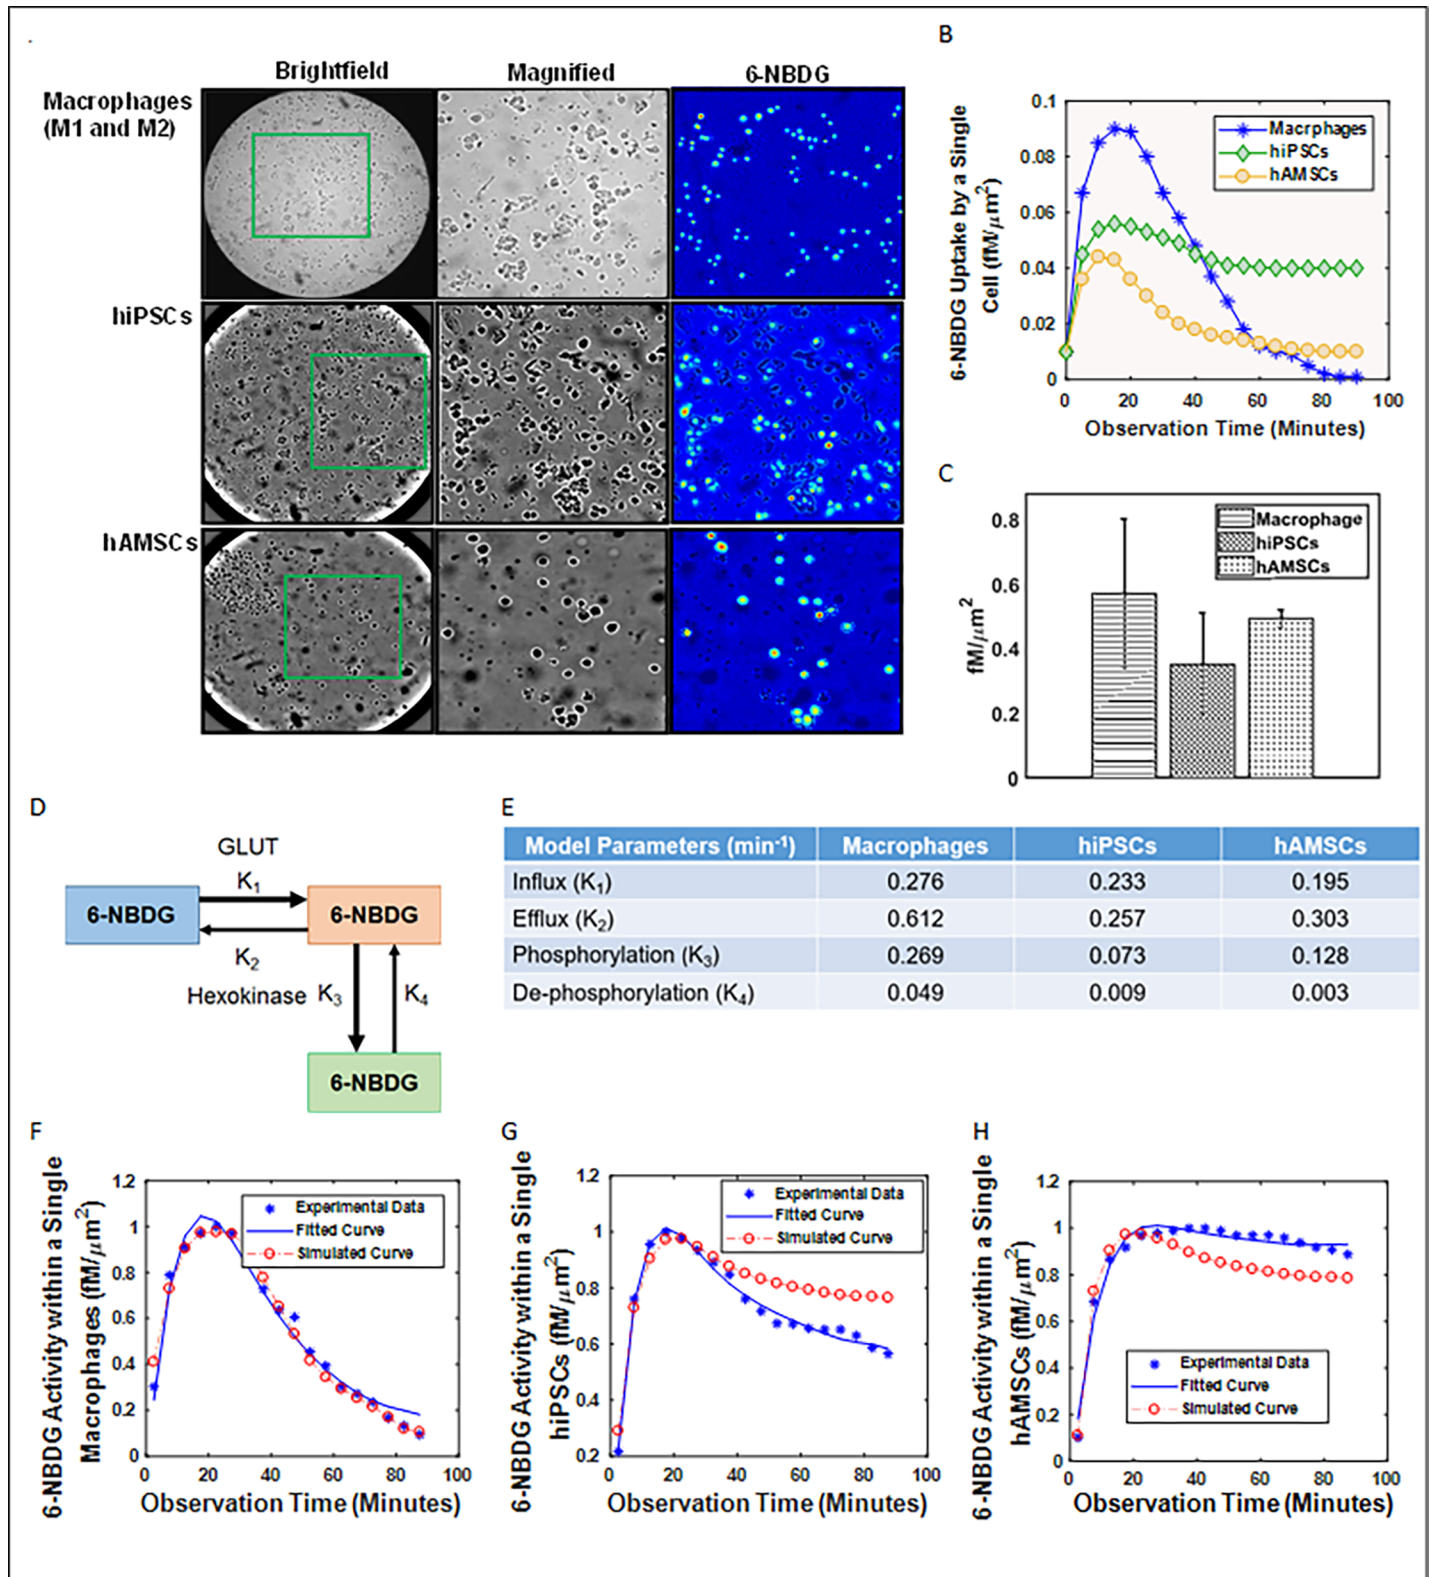 Brightfield
Magnified
6-NBDG
Macrophages
(M1 and M2)
hiPSCs
hAMSCs
B
6-NBDG Uptake by a Single
Cell (fM/μm²)
0.1
0.08
0.06
0.04
0.02
0
Macrphages
hiPSCs
hAMSCs
0 20 40 60 80 100
Observation Time (Minutes)
C
fM/μm²
0.8
0.6
0.4
0.2
0
Macrophage
hiPSCs
hAMSCs
D
GLUT
K₁
6-NBDG
6-NBDG
K₂
Hexokinase K₃ K₄
6-NBDG
E
Model Parameters (min⁻¹) Macrophages hiPSCs hAMSCs
Influx (K₁) 0.276 0.233 0.195
Efflux (K₂) 0.612 0.257 0.303
Phosphorylation (K₃) 0.269 0.073 0.128
De-phosphorylation (K₄) 0.049 0.009 0.003
F
6-NBDG Activity within a Single
Macrophages (fM/μm²)
1.2
1
0.8
0.6
0.4
0.2
0
Experimental Data
Fitted Curve
Simulated Curve
0 20 40 60 80 100
Observation Time (Minutes)
G
6-NBDG Activity within a Single
hiPSCs (fM/μm²)
1.2
1
0.8
0.6
0.4
0.2
Experimental Data
Fitted Curve
Simulated Curve
0 20 40 60 80 100
Observation Time (Minutes)
H
6-NBDG Activity within a Single
hAMSCs (fM/μm²)
1.2
1
0.8
0.6
0.4
0.2
0
Experimental Data
Fitted Curve
Simulated Curve
0 20 40 60 80 100
Observation Time (Minutes)